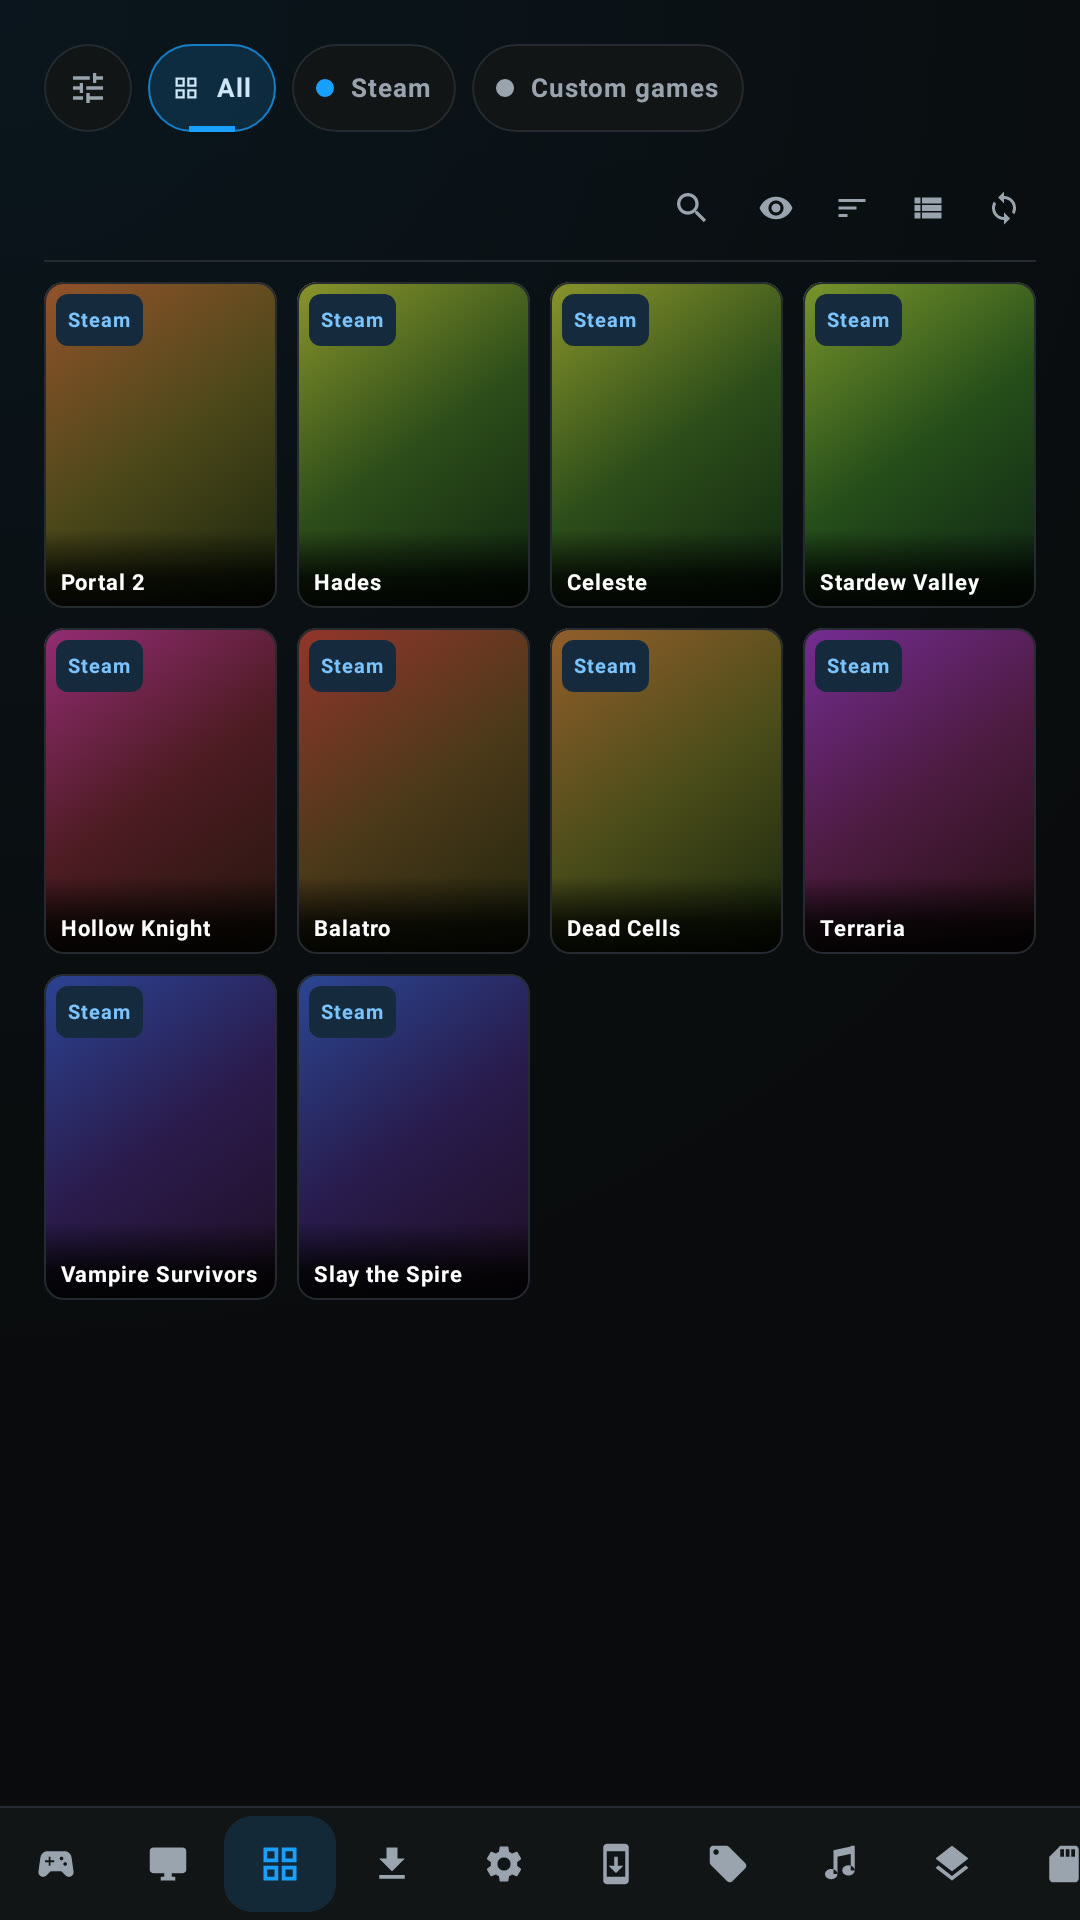 All
Steam
Custom games
Steam
Steam
Steam
Steam
Portal 2
Hades
Celeste
Stardew Valley
Steam
Steam
Steam
Steam
Hollow Knight
Balatro
Dead Cells
Terraria
Steam
Steam
Vampire Survivors
Slay the Spire